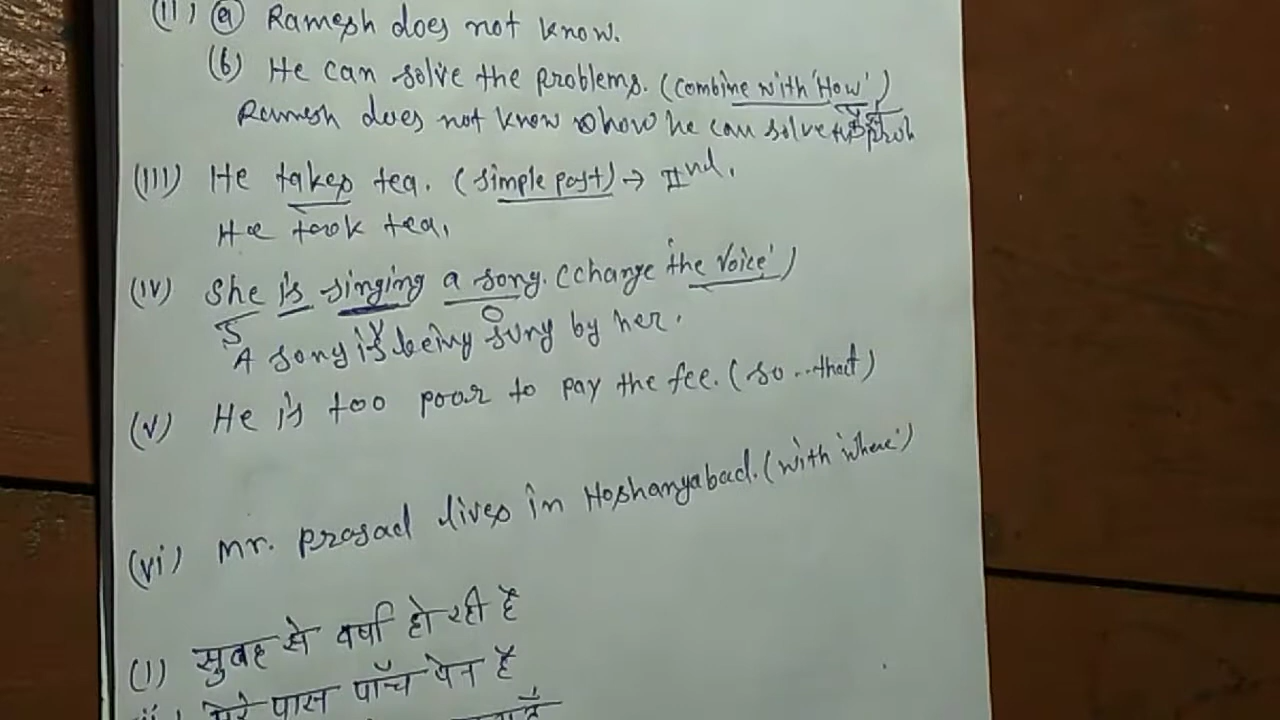 (ii) (a) Ramesh does not know.
(b) He can solve the problems. (combine with 'How')
Ramesh does not know how he can solve the prob
(III) He takes tea. (simple past) → IInd.
He took tea.
(iv) She is singing a song. (change the 'Voice')
S V O
A song is being sung by her.
(v) He is too poor to pay the fee. (so...that)
(vi) Mr. Prasad lives in Hoshangabad. (with 'where')
(i) सुबह से वर्षा हो रही है
मेरे पास पाँच पेन है